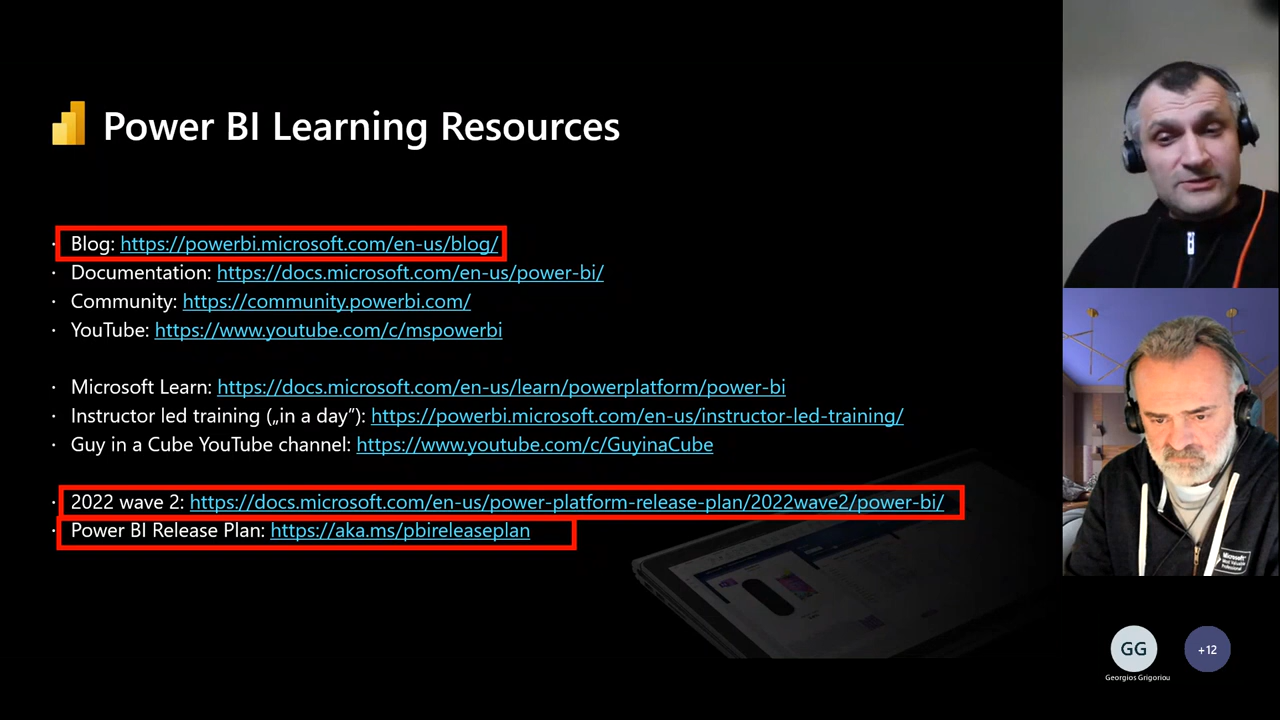 Power BI Learning Resources
· Blog: https://powerbi.microsoft.com/en-us/blog/
· Documentation: https://docs.microsoft.com/en-us/power-bi/
· Community: https://community.powerbi.com/
· YouTube: https://www.youtube.com/c/mspowerbi
· Microsoft Learn: https://docs.microsoft.com/en-us/learn/powerplatform/power-bi
· Instructor led training („in a day”): https://powerbi.microsoft.com/en-us/instructor-led-training/
· Guy in a Cube YouTube channel: https://www.youtube.com/c/GuyinaCube
· 2022 wave 2: https://docs.microsoft.com/en-us/power-platform-release-plan/2022wave2/power-bi/
· Power BI Release Plan: https://aka.ms/pbireleaseplan
Microsoft
Most Valuable
Professional
GG
+12
Georgios Grigoriou